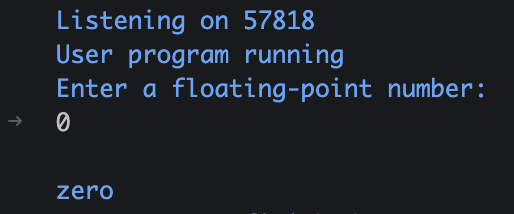 Listening on 57818
User program running
Enter a floating-point number:
→ 0
zero